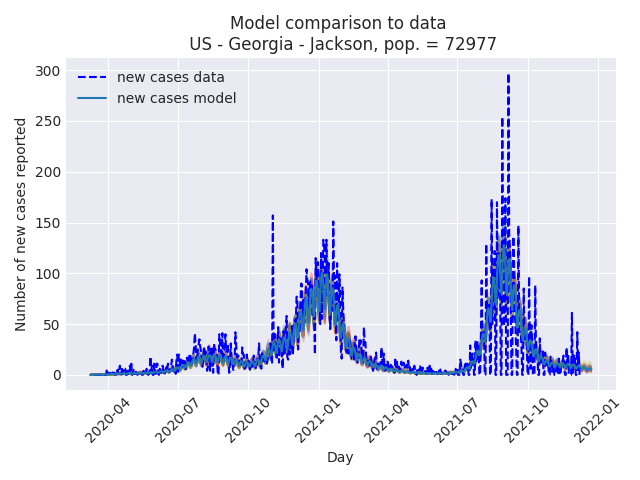 Model comparison to data
US - Georgia - Jackson, pop. = 72977
new cases data
new cases model
Number of new cases reported
300
250
200
150
100
50
0
2020-04
2020-07
2020-10
2021-01
2021-04
2021-07
2021-10
2022-01
Day